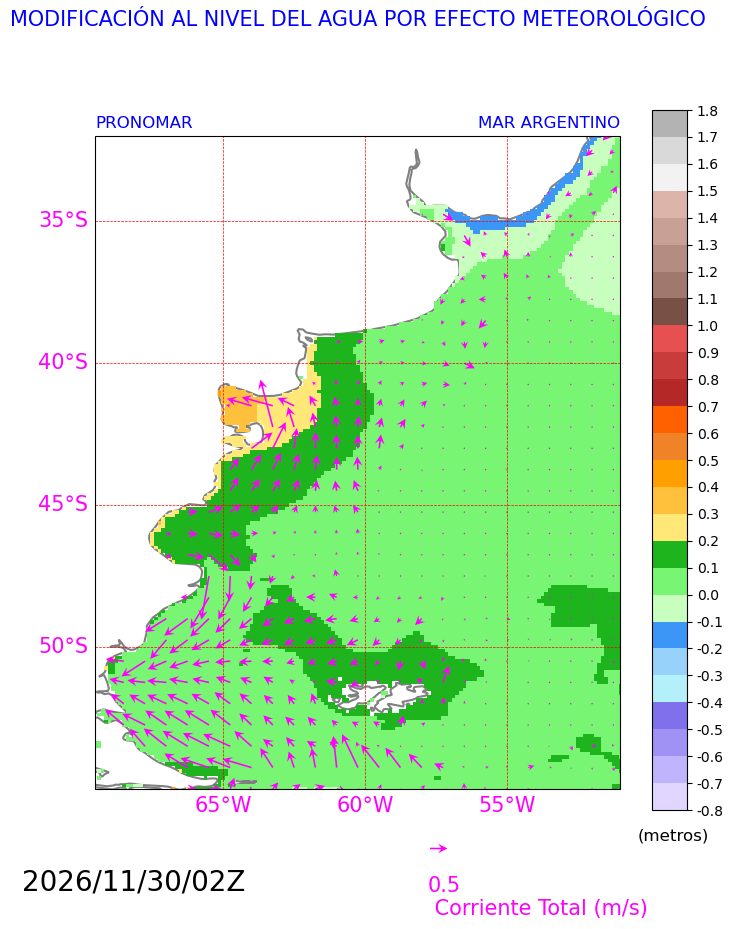 MODIFICACIÓN AL NIVEL DEL AGUA POR EFECTO METEOROLÓGICO
PRONOMAR MAR ARGENTINO
35°S
40°S
45°S
50°S
65°W 60°W 55°W
1.8
1.7
1.6
1.5
1.4
1.3
1.2
1.1
1.0
0.9
0.8
0.7
0.6
0.5
0.4
0.3
0.2
0.1
0.0
-0.1
-0.2
-0.3
-0.4
-0.5
-0.6
-0.7
-0.8
(metros)
2026/11/30/02Z
0.5
Corriente Total (m/s)